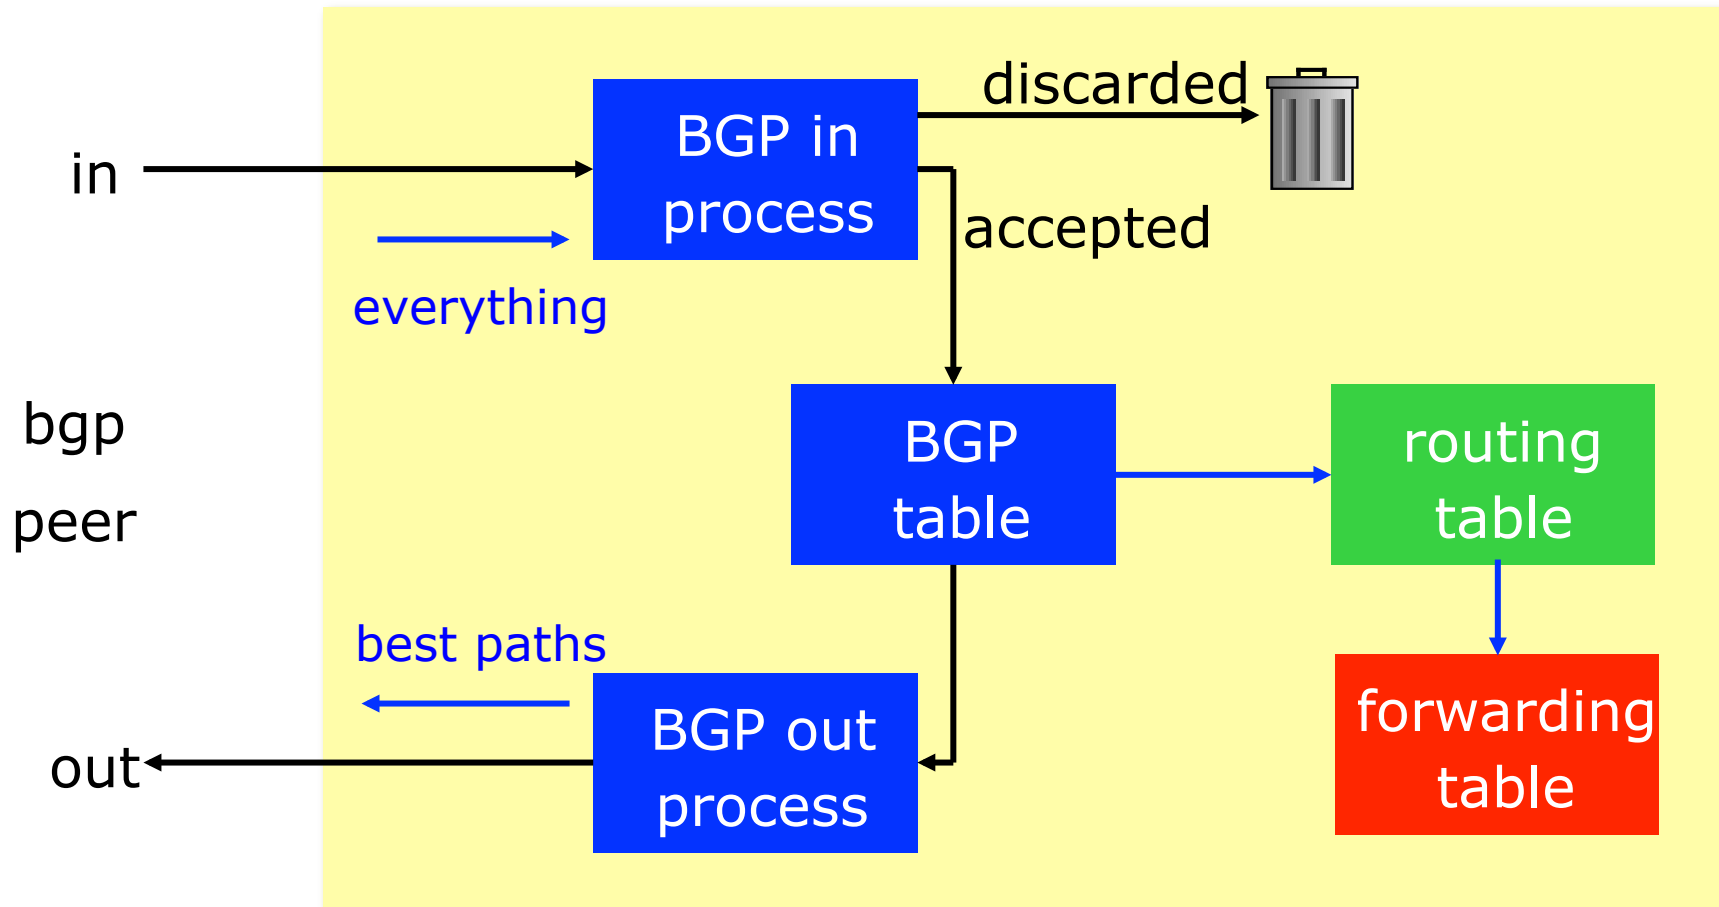 discarded
BGP in
process
in
accepted
everything
bgp
peer
BGP
table
routing
table
best paths
BGP out
process
out
forwarding
table